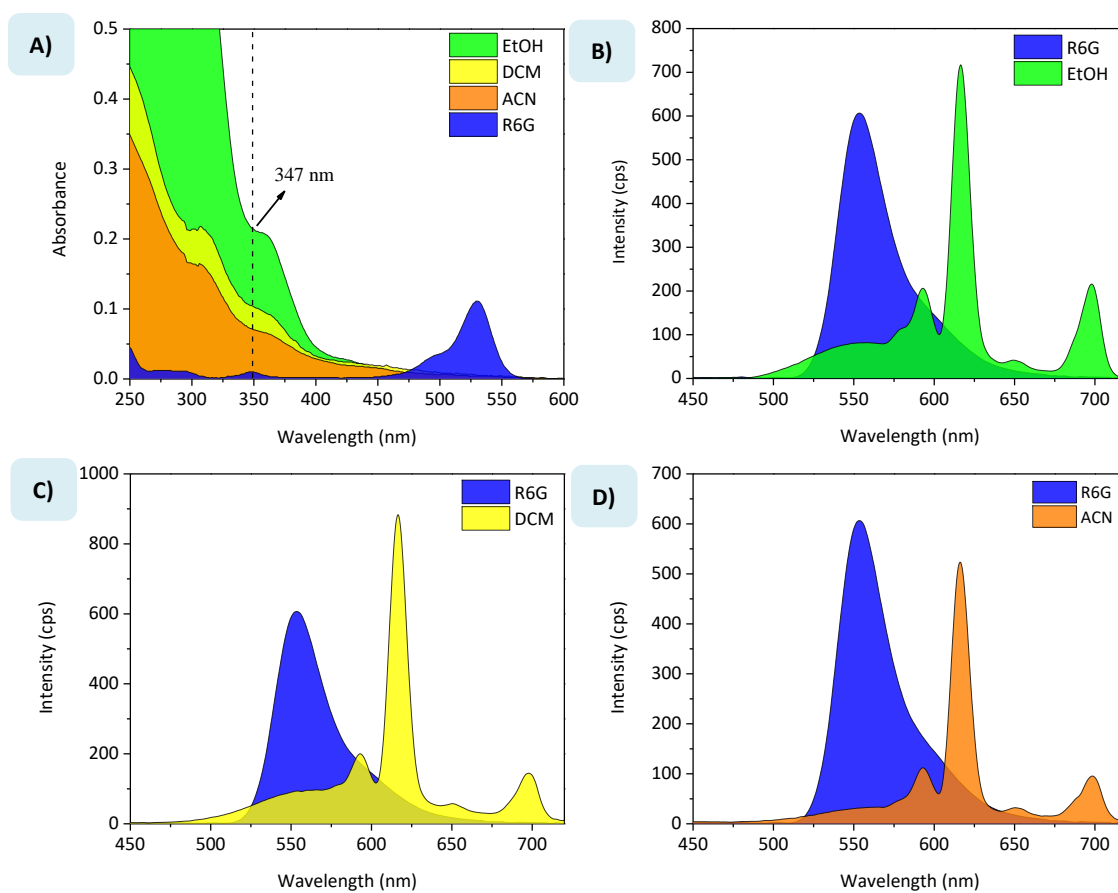 A)
0.5
0.4
0.3
0.2
0.1
0.0
Absorbance
EtOH
DCM
ACN
R6G
347 nm
250 300 350 400 450 500 550 600
Wavelength (nm)
B)
800
700
600
500
400
300
200
100
0
Intensity (cps)
R6G
EtOH
450 500 550 600 650 700
Wavelength (nm)
C)
1000
800
600
400
200
0
Intensity (cps)
R6G
DCM
450 500 550 600 650 700
Wavelength (nm)
D)
700
600
500
400
300
200
100
0
Intensity (cps)
R6G
ACN
450 500 550 600 650 700
Wavelength (nm)